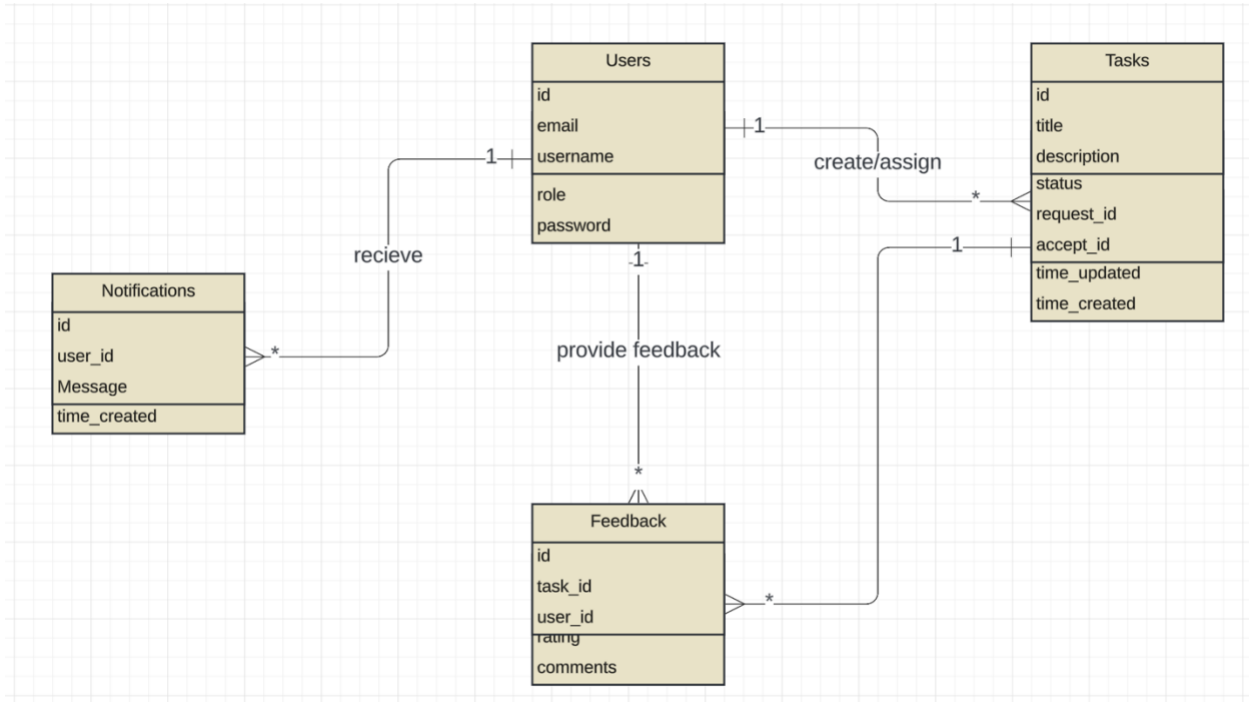 Users
id
email
username
role
password
Tasks
id
title
description
status
request_id
accept_id
time_updated
time_created
1
create/assign
*
1
recieve
*
Notifications
id
user_id
Message
time_created
1
provide feedback
*
1
*
Feedback
id
task_id
user_id
rating
comments